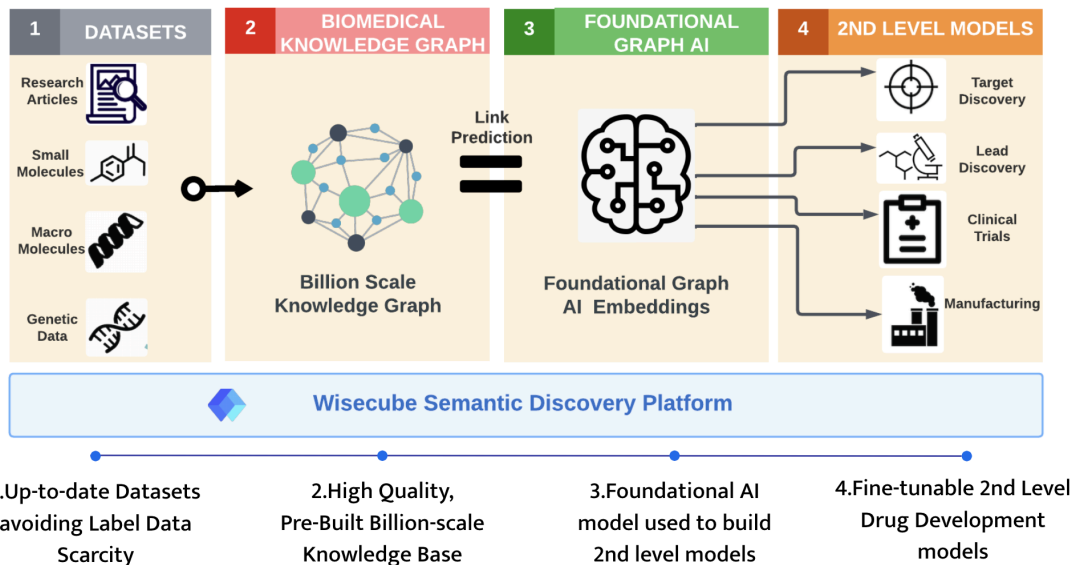 1
DATASETS
Research
Articles
Small
Molecules
Macro
Molecules
Genetic
Data
2
BIOMEDICAL
KNOWLEDGE GRAPH
Billion Scale
Knowledge Graph
Link
Prediction
3
FOUNDATIONAL
GRAPH AI
Foundational Graph
AI Embeddings
4
2ND LEVEL MODELS
Target
Discovery
Lead
Discovery
Clinical
Trials
Manufacturing
Wisecube Semantic Discovery Platform
.Up-to-date Datasets
avoiding Label Data
Scarcity
2.High Quality,
Pre-Built Billion-scale
Knowledge Base
3.Foundational AI
model used to build
2nd level models
4.Fine-tunable 2nd Level
Drug Development
models